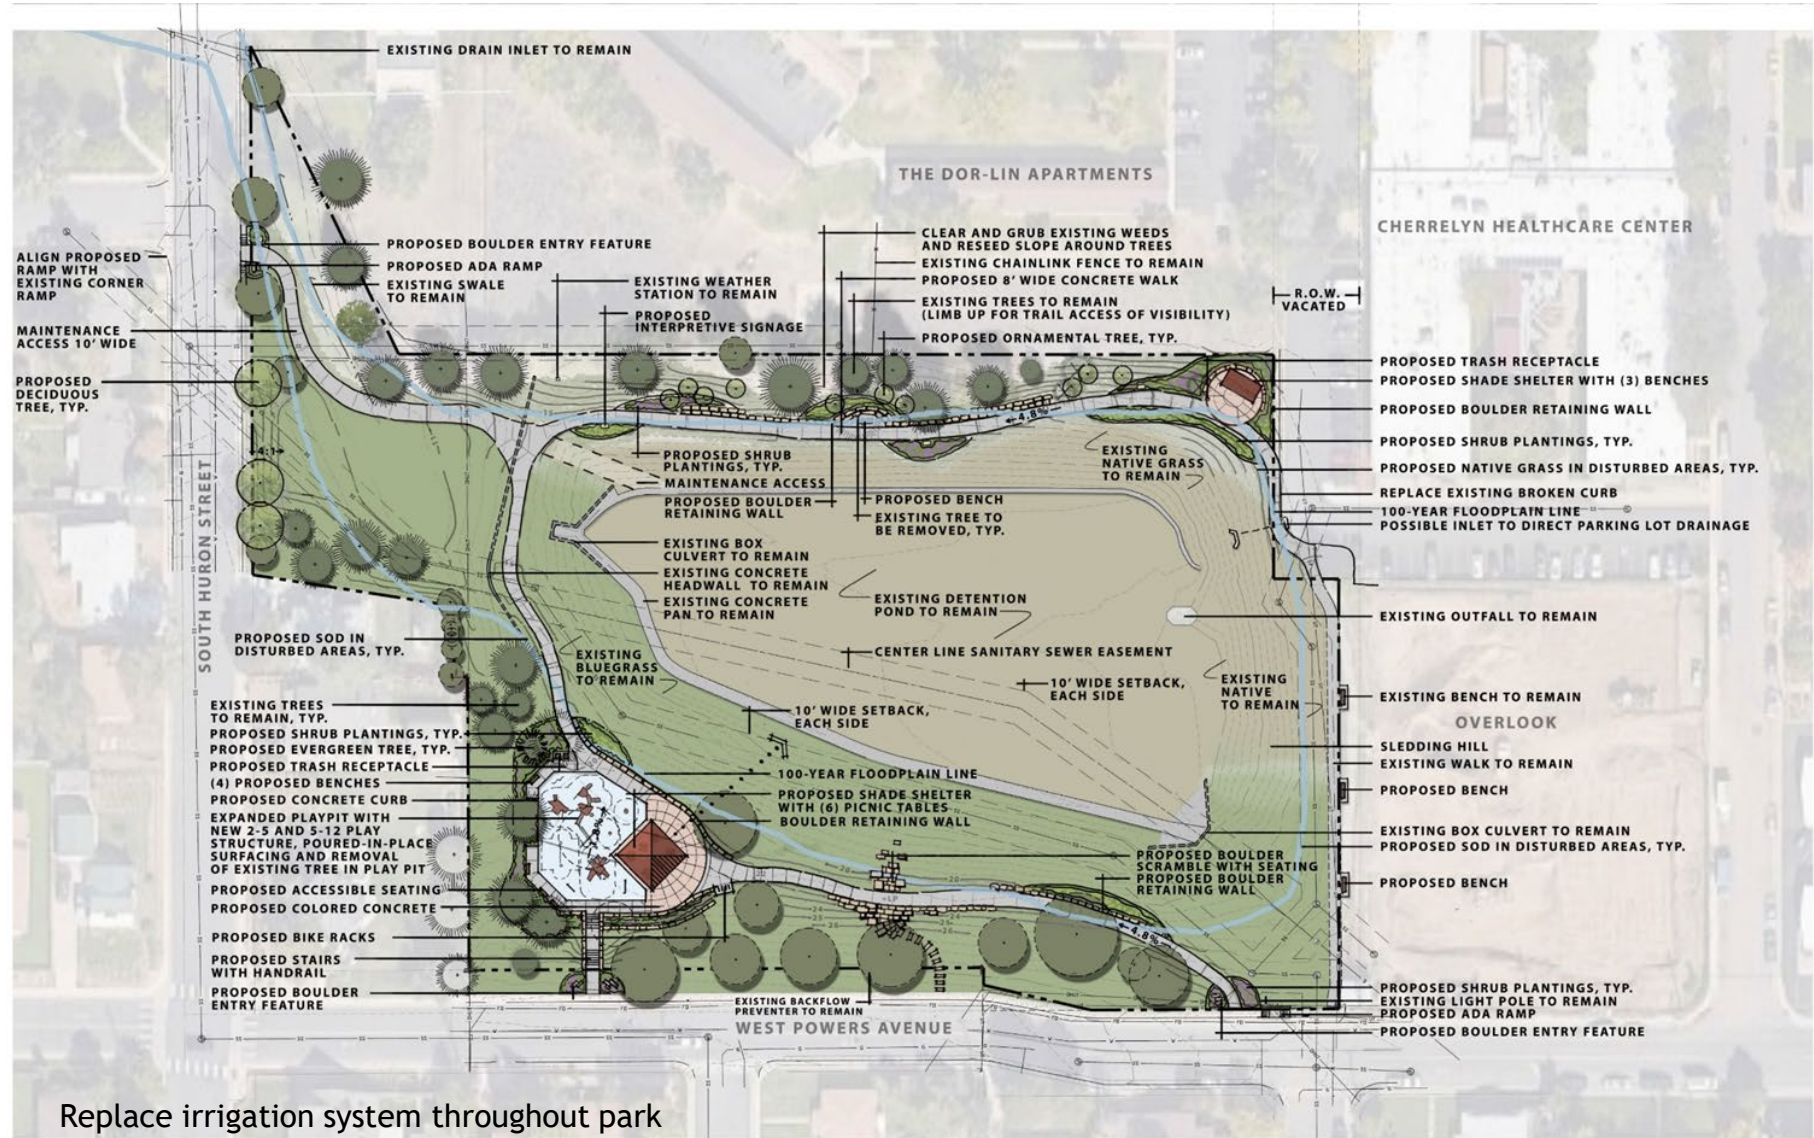 EXISTING DRAIN INLET TO REMAIN
THE DOR-LIN APARTMENTS
CHERRELYN HEALTHCARE CENTER
ALIGN PROPOSED
RAMP WITH
EXISTING CORNER
RAMP
MAINTENANCE
ACCESS 10' WIDE
PROPOSED
DECIDUOUS
TREE, TYP.
PROPOSED BOULDER ENTRY FEATURE
PROPOSED ADA RAMP
EXISTING SWALE
TO REMAIN
EXISTING WEATHER
STATION TO REMAIN
PROPOSED
INTERPRETIVE SIGNAGE
CLEAR AND GRUB EXISTING WEEDS
AND RESEED SLOPE AROUND TREES
EXISTING CHAINLINK FENCE TO REMAIN
PROPOSED 8' WIDE CONCRETE WALK
EXISTING TREES TO REMAIN
(LIMB UP FOR TRAIL ACCESS OF VISIBILITY)
PROPOSED ORNAMENTAL TREE, TYP.
R.O.W.
VACATED
PROPOSED TRASH RECEPTACLE
PROPOSED SHADE SHELTER WITH (3) BENCHES
PROPOSED BOULDER RETAINING WALL
PROPOSED SHRUB PLANTINGS, TYP.
PROPOSED NATIVE GRASS IN DISTURBED AREAS, TYP.
REPLACE EXISTING BROKEN CURB
100-YEAR FLOODPLAIN LINE
POSSIBLE INLET TO DIRECT PARKING LOT DRAINAGE
4:1
4.8%
SOUTH HURON STREET
PROPOSED SHRUB
PLANTINGS, TYP.
MAINTENANCE ACCESS
PROPOSED BOULDER
RETAINING WALL
PROPOSED BENCH
EXISTING TREE TO
BE REMOVED, TYP.
EXISTING
NATIVE GRASS
TO REMAIN
EXISTING BOX
CULVERT TO REMAIN
EXISTING CONCRETE
HEADWALL TO REMAIN
EXISTING CONCRETE
PAN TO REMAIN
EXISTING DETENTION
POND TO REMAIN
EXISTING OUTFALL TO REMAIN
PROPOSED SOD IN
DISTURBED AREAS, TYP.
EXISTING
BLUEGRASS
TO REMAIN
CENTER LINE SANITARY SEWER EASEMENT
10' WIDE SETBACK,
EACH SIDE
10' WIDE SETBACK,
EACH SIDE
EXISTING
NATIVE
TO REMAIN
EXISTING BENCH TO REMAIN
OVERLOOK
SLEDDING HILL
EXISTING WALK TO REMAIN
PROPOSED BENCH
EXISTING BOX CULVERT TO REMAIN
PROPOSED SOD IN DISTURBED AREAS, TYP.
PROPOSED BENCH
EXISTING TREES
TO REMAIN, TYP.
PROPOSED SHRUB PLANTINGS, TYP.
PROPOSED EVERGREEN TREE, TYP.
PROPOSED TRASH RECEPTACLE
(4) PROPOSED BENCHES
PROPOSED CONCRETE CURB
EXPANDED PLAYPIT WITH
NEW 2-5 AND 5-12 PLAY
STRUCTURE, POURED-IN-PLACE
SURFACING AND REMOVAL
OF EXISTING TREE IN PLAY PIT
PROPOSED ACCESSIBLE SEATING
PROPOSED COLORED CONCRETE
PROPOSED BIKE RACKS
PROPOSED STAIRS
WITH HANDRAIL
PROPOSED BOULDER
ENTRY FEATURE
100-YEAR FLOODPLAIN LINE
PROPOSED SHADE SHELTER
WITH (6) PICNIC TABLES
BOULDER RETAINING WALL
PROPOSED BOULDER
SCRAMBLE WITH SEATING
PROPOSED BOULDER
RETAINING WALL
4.8%
EXISTING BACKFLOW
PREVENTER TO REMAIN
WEST POWERS AVENUE
PROPOSED SHRUB PLANTINGS, TYP.
EXISTING LIGHT POLE TO REMAIN
PROPOSED ADA RAMP
PROPOSED BOULDER ENTRY FEATURE
Replace irrigation system throughout park